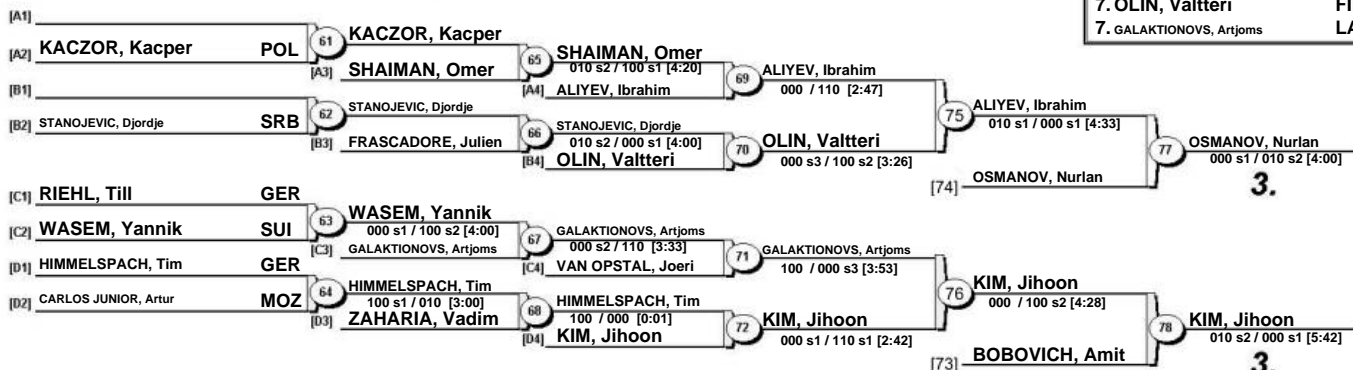 7. OLIN, Valtteri FI
7. GALAKTIONOVS, Artjoms LA
[A1]
[A2] KACZOR, Kacper POL
61 KACZOR, Kacper
[A3] SHAIMAN, Omer
65 SHAIMAN, Omer
010 s2 / 100 s1 [4:20]
[A4] ALIYEV, Ibrahim
69 ALIYEV, Ibrahim
000 / 110 [2:47]
[B1]
[B2] STANOJEVIC, Djordje SRB
62 STANOJEVIC, Djordje
[B3] FRASCADORE, Julien
66 STANOJEVIC, Djordje
010 s2 / 000 s1 [4:00]
[B4] OLIN, Valtteri
70 OLIN, Valtteri
000 s3 / 100 s2 [3:26]
75 ALIYEV, Ibrahim
010 s1 / 000 s1 [4:33]
[74] OSMANOV, Nurlan
77 OSMANOV, Nurlan
000 s1 / 010 s2 [4:00]
3.
[C1] RIEHL, Till GER
[C2] WASEM, Yannik SUI
63 WASEM, Yannik
000 s1 / 100 s2 [4:00]
[C3] GALAKTIONOVS, Artjoms
67 GALAKTIONOVS, Artjoms
000 s2 / 110 [3:33]
[C4] VAN OPSTAL, Joeri
71 GALAKTIONOVS, Artjoms
100 / 000 s3 [3:53]
[D1] HIMMELSPACH, Tim GER
[D2] CARLOS JUNIOR, Artur MOZ
64 HIMMELSPACH, Tim
100 s1 / 010 [3:00]
[D3] ZAHARIA, Vadim
68 HIMMELSPACH, Tim
100 / 000 [0:01]
[D4] KIM, Jihoon
72 KIM, Jihoon
000 s1 / 110 s1 [2:42]
76 KIM, Jihoon
000 / 100 s2 [4:28]
[73] BOBOVICH, Amit
78 KIM, Jihoon
010 s2 / 000 s1 [5:42]
3.